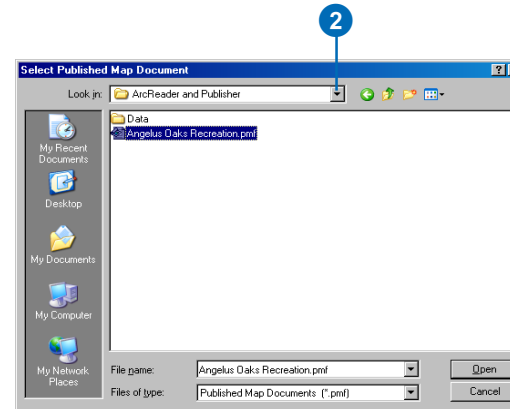 2
Select Published Map Document
?
Look in:
ArcReader and Publisher
Data
Angelus Oaks Recreation.pmf
My Recent
Documents
Desktop
My Documents
My Computer
My Network
Places
File name:
Angelus Oaks Recreation.pmf
Open
Files of type:
Published Map Documents (*.pmf)
Cancel